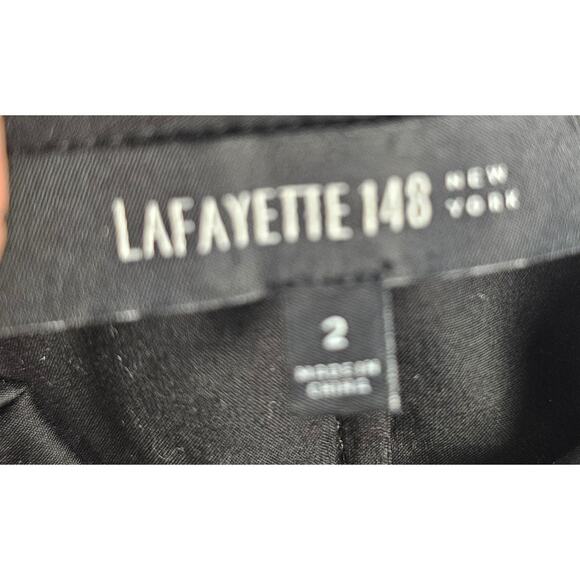 LAFAYETTE 148 NEW YORK
2
MADE IN
CHINA